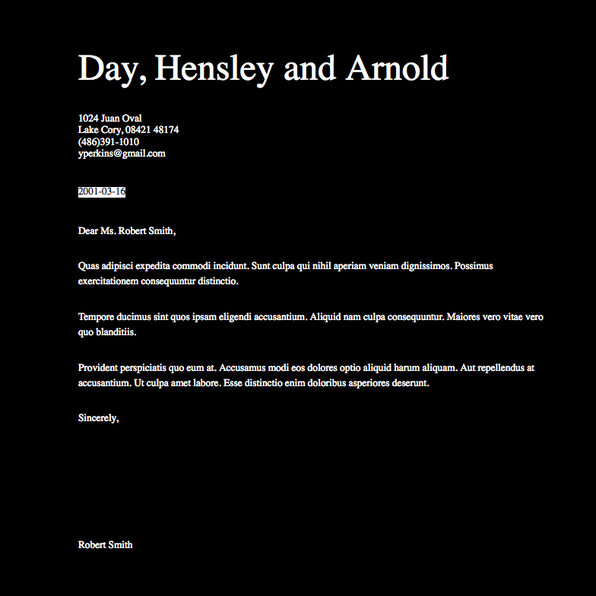 Day, Hensley and Arnold
1024 Juan Oval
Lake Cory, 08421 48174
(486)391-1010
yperkins@gmail.com
2001-03-16
Dear Ms. Robert Smith,
Quas adipisci expedita commodi incidunt. Sunt culpa qui nihil aperiam veniam dignissimos. Possimus
exercitationem consequuntur distinctio.
Tempore ducimus sint quos ipsam eligendi accusantium. Aliquid nam culpa consequuntur. Maiores vero vitae vero
quo blanditiis.
Provident perspiciatis quo eum at. Accusamus modi eos dolores optio aliquid harum aliquam. Aut repellendus at
accusantium. Ut culpa amet labore. Esse distinctio enim doloribus asperiores deserunt.
Sincerely,
Robert Smith